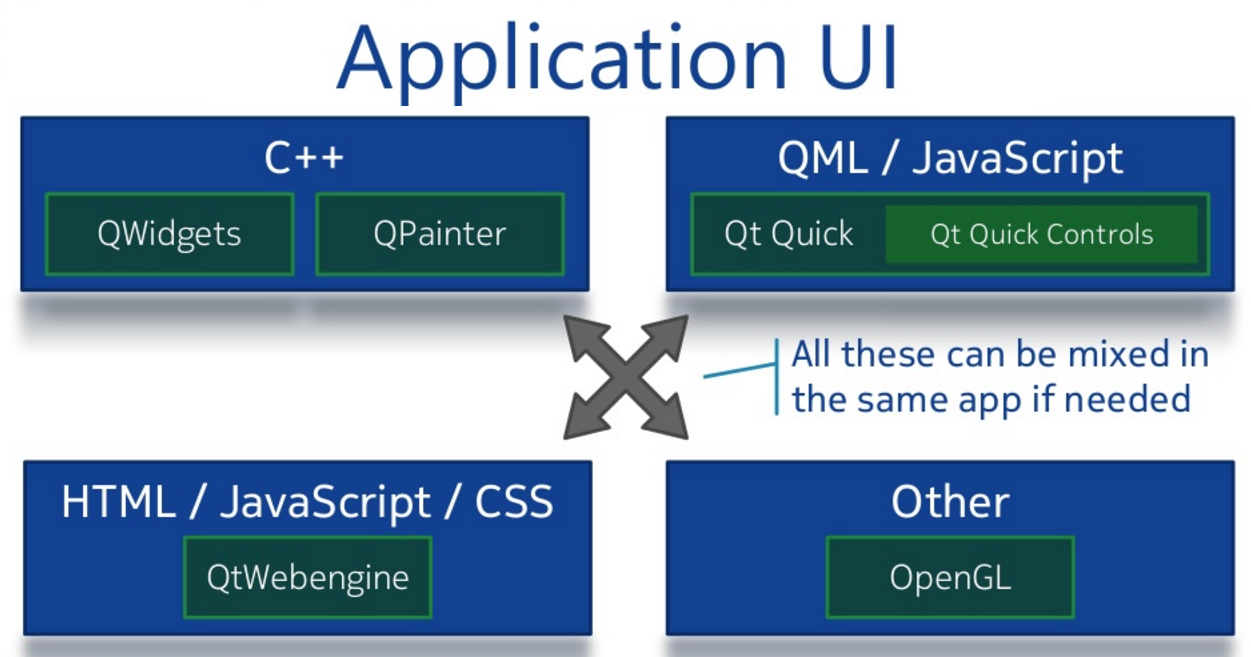 Application UI
C++
QWidgets
QPainter
QML / JavaScript
Qt Quick
Qt Quick Controls
All these can be mixed in
the same app if needed
HTML / JavaScript / CSS
QtWebengine
Other
OpenGL